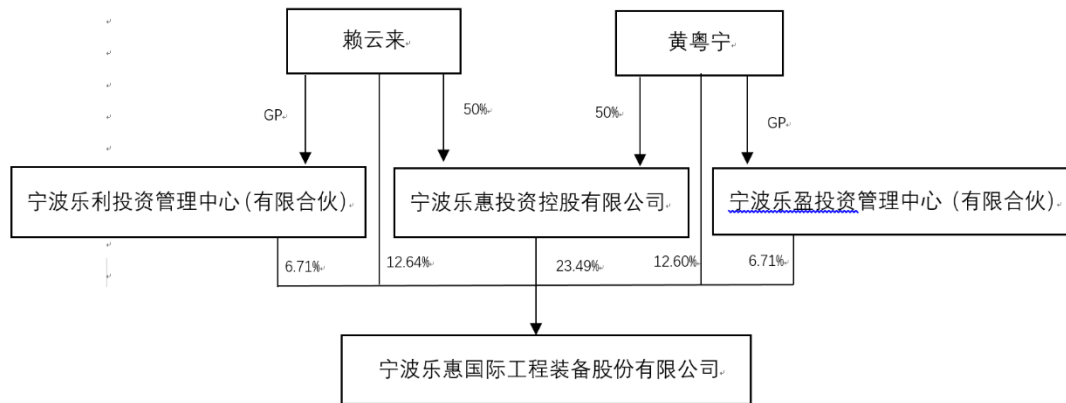 赖云来
黄粤宁
GP
50%
50%
GP
宁波乐利投资管理中心(有限合伙)
宁波乐惠投资控股有限公司
宁波乐盈投资管理中心 (有限合伙)
6.71%
12.64%
23.49%
12.60%
6.71%
宁波乐惠国际工程装备股份有限公司